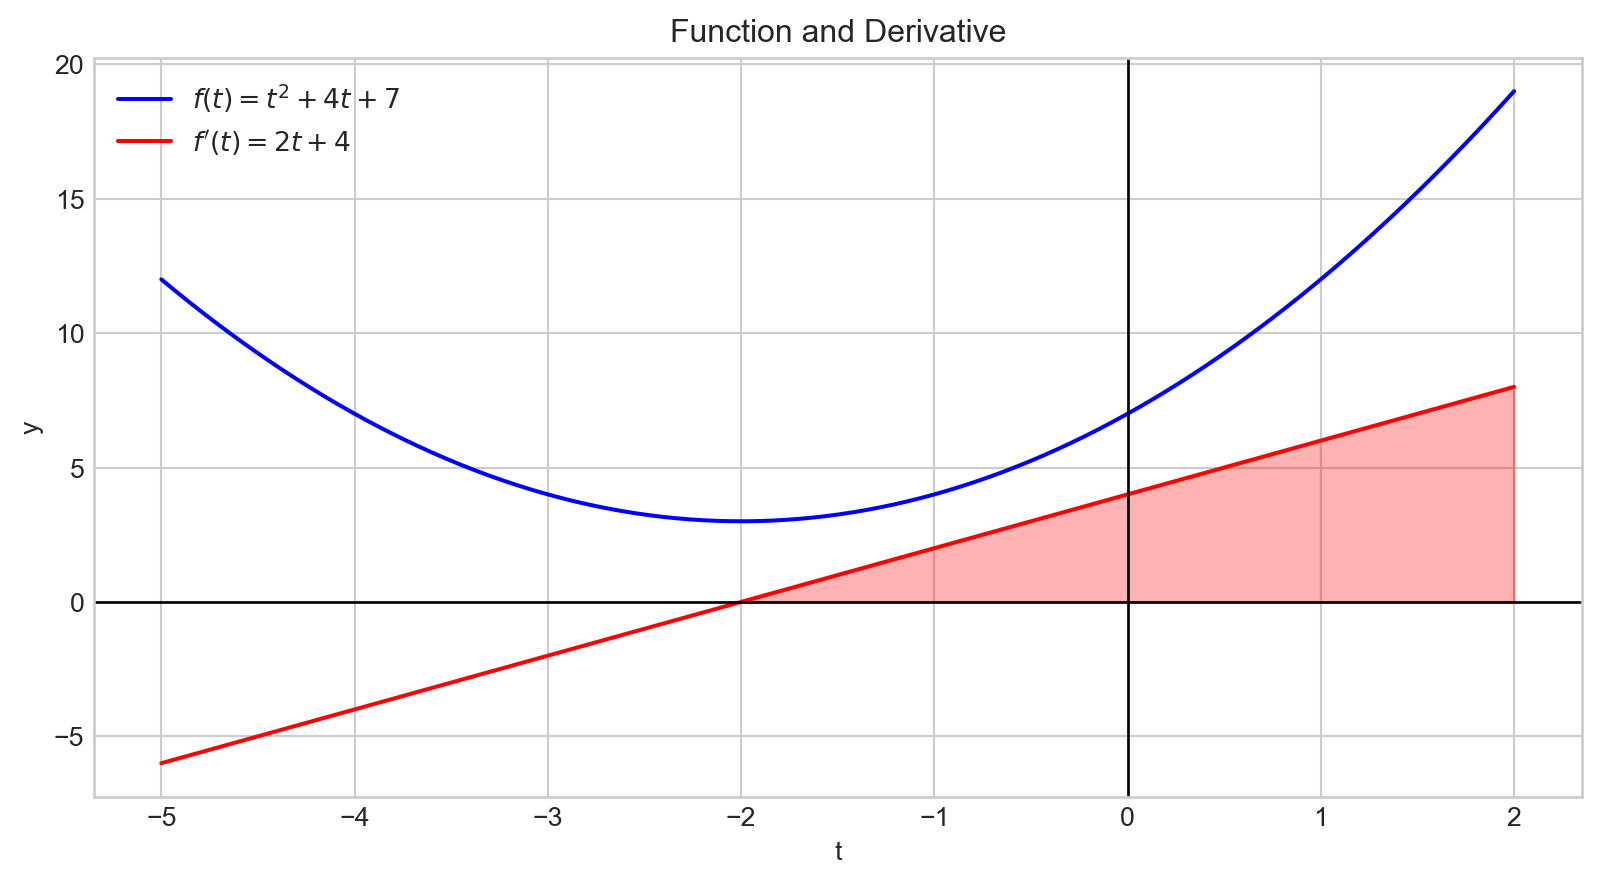 Function and Derivative
f(t) = t² + 4t + 7
f′(t) = 2t + 4
20
15
10
5
0
−5
y
−5 −4 −3 −2 −1 0 1 2
t